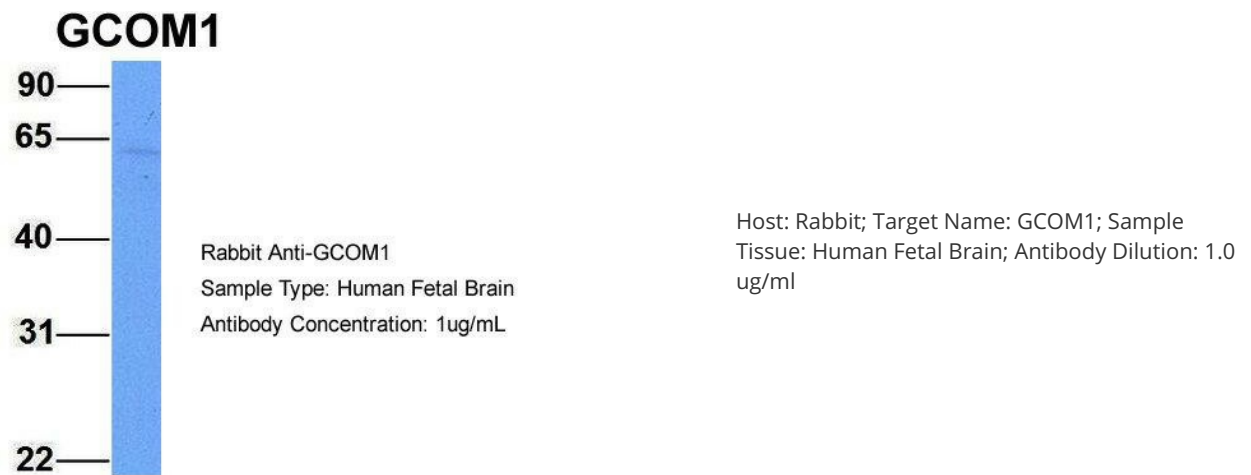 GCOM1
90
65
40
31
22
Rabbit Anti-GCOM1
Sample Type: Human Fetal Brain
Antibody Concentration: 1ug/mL
Host: Rabbit; Target Name: GCOM1; Sample
Tissue: Human Fetal Brain; Antibody Dilution: 1.0
ug/ml